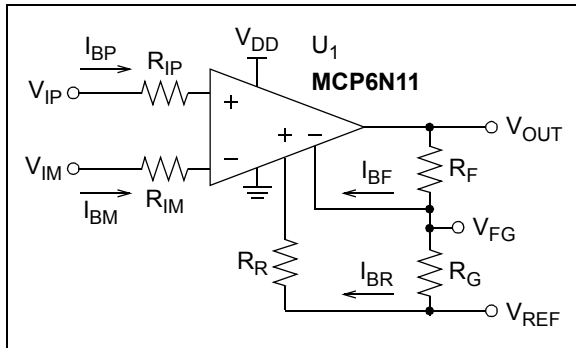 I_BP
V_DD
U_1
MCP6N11
R_IP
V_IP
+
+
−
V_OUT
V_IM
−
R_IM
I_BM
I_BF
R_F
V_FG
R_R
R_G
I_BR
V_REF